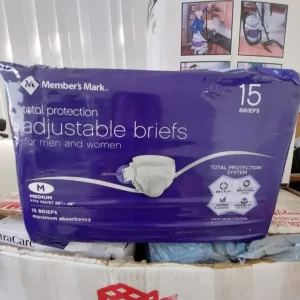 Member's Mark
15
BRIEFS
total protection
adjustable briefs
for men and women
TOTAL PROTECTION
SYSTEM
M
MEDIUM
15 BRIEFS
maximum absorbency